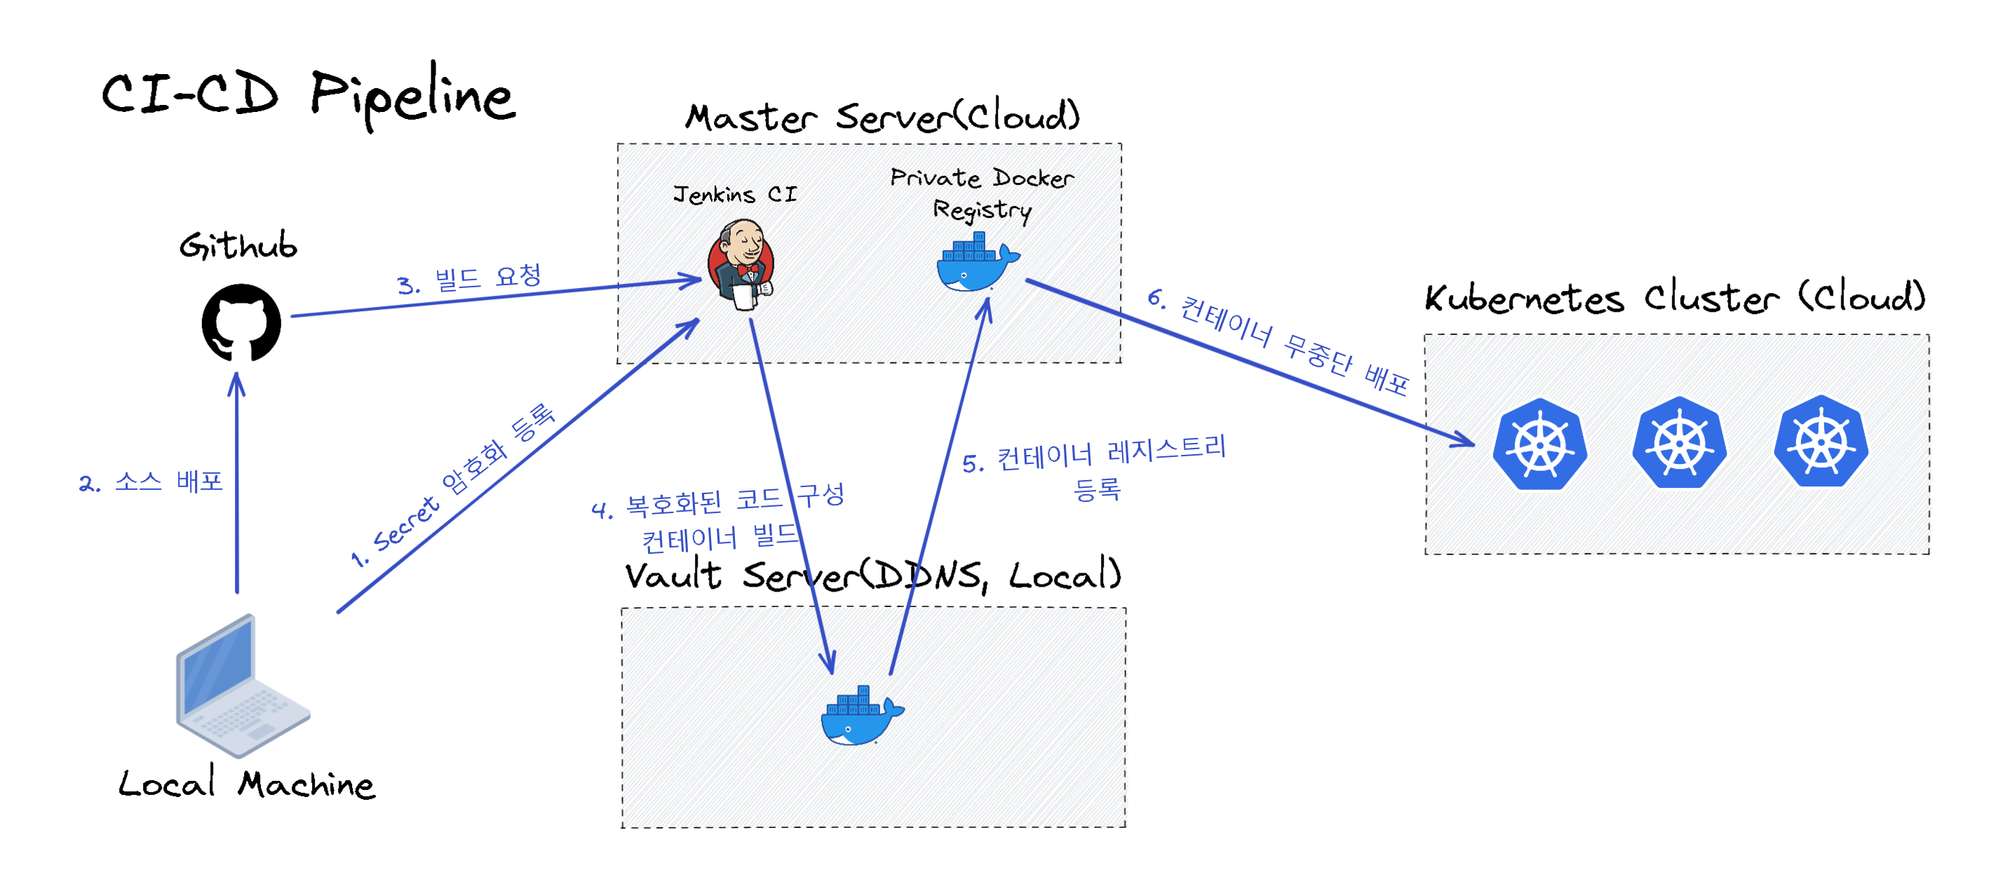 CI-CD Pipeline
Master Server(Cloud)
Jenkins CI
Private Docker
Registry
Github
3. 빌드 요청
6. 컨테이너 무중단 배포
Kubernetes Cluster (Cloud)
2. 소스 배포
1. Secret 암호화 등록
4. 복호화된 코드 구성
컨테이너 빌드
5. 컨테이너 레지스트리
등록
Vault Server(DDNS, Local)
Local Machine